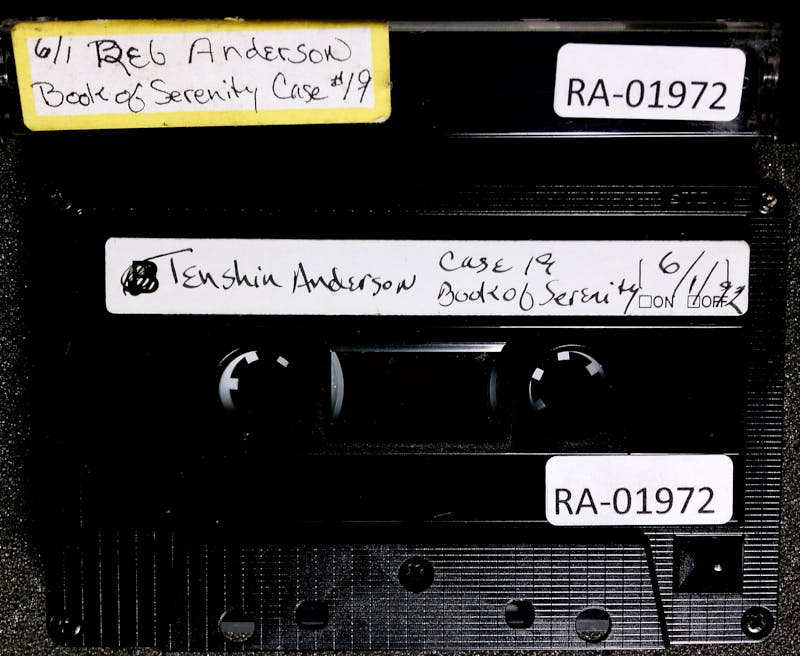 6/1 REB ANDERSON
Book of Serenity Case #19
RA-01972
Tenshin Anderson
Case 19
Book of Serenity
6/1/92
ON OFF
RA-01972